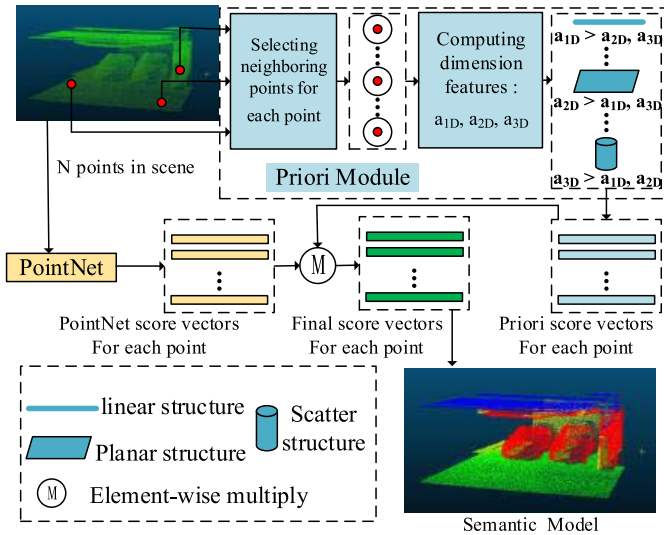 Selecting
neighboring
points for
each point
Computing
dimension
features :
a1D, a2D, a3D
a1D > a2D, a3D
a2D > a1D, a3D
a3D > a1D, a2D
Priori Module
N points in scene
PointNet
M
PointNet score vectors
For each point
Final score vectors
For each point
Priori score vectors
For each point
linear structure
Planar structure
Scatter
structure
M
Element-wise multiply
Semantic Model